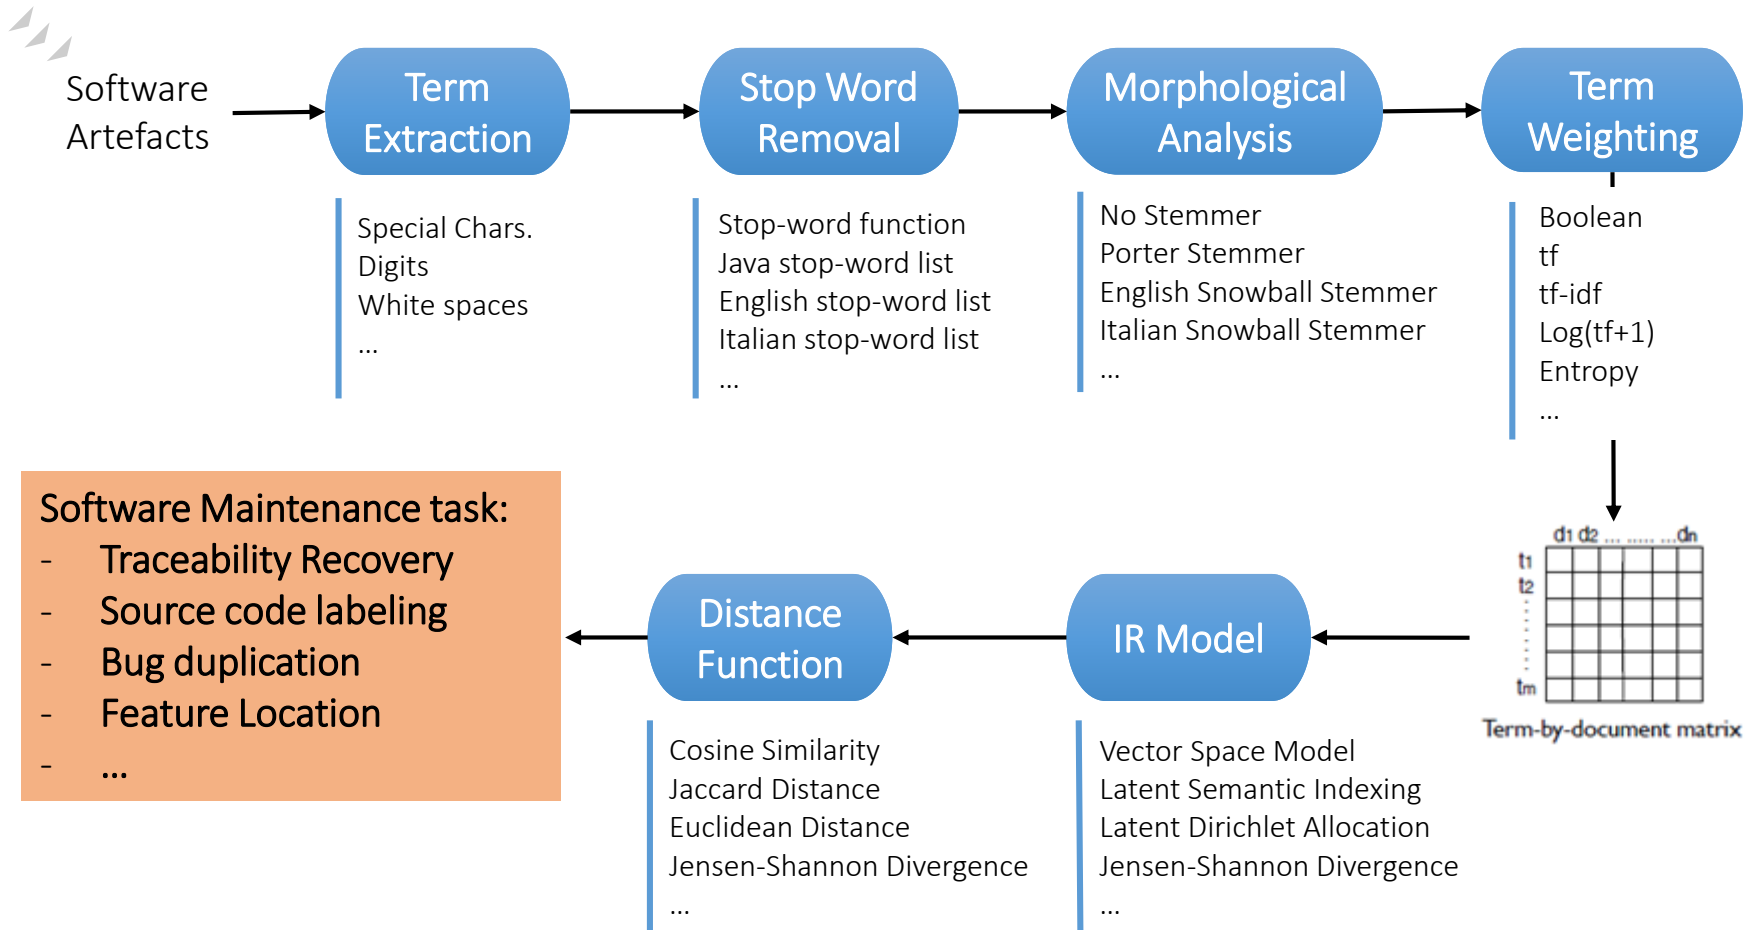 Software
Artefacts
Term
Extraction
Stop Word
Removal
Morphological
Analysis
Term
Weighting
Special Chars.
Digits
White spaces
...
Stop-word function
Java stop-word list
English stop-word list
Italian stop-word list
...
No Stemmer
Porter Stemmer
English Snowball Stemmer
Italian Snowball Stemmer
...
Boolean
tf
tf-idf
Log(tf+1)
Entropy
...
d1 d2 ... ..... ...dn
t1
t2
tm
Term-by-document matrix
IR Model
Vector Space Model
Latent Semantic Indexing
Latent Dirichlet Allocation
Jensen-Shannon Divergence
...
Distance
Function
Cosine Similarity
Jaccard Distance
Euclidean Distance
Jensen-Shannon Divergence
...
Software Maintenance task:
- Traceability Recovery
- Source code labeling
- Bug duplication
- Feature Location
- ...